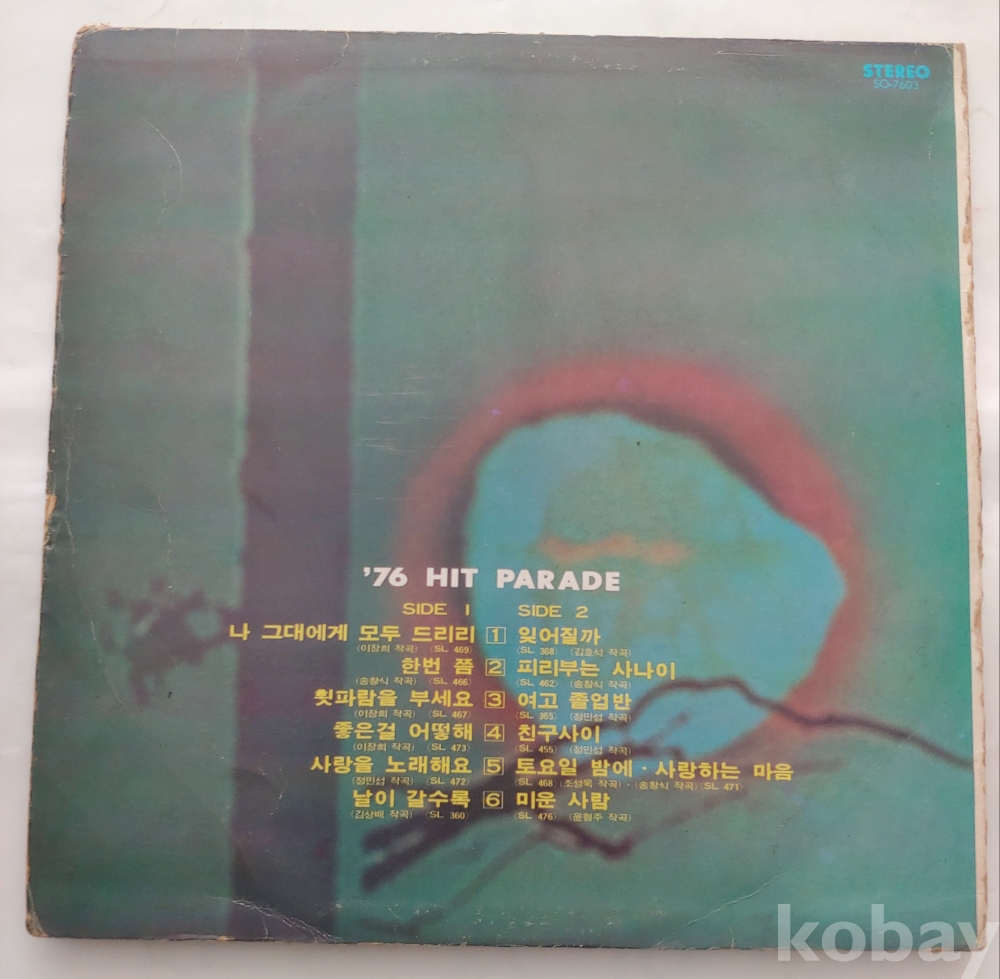 STEREO
SO-7603
'76 HIT PARADE
SIDE 1 SIDE 2
나 그대에게 모두 드리리 1 잊어질까
(이장희 작곡) (SL 469) (SL 368) (김호석 작곡)
한번 쯤 2 피리부는 사나이
(송창식 작곡) (SL 466) (SL 462) (송창식 작곡)
휫파람을 부세요 3 여고 졸업반
(이장희 작곡) (SL 467) (SL 365) (정민섭 작곡)
좋은걸 어떻해 4 친구사이
(이장희 작곡) (SL 473) (SL 455) (정민섭 작곡)
사랑을 노래해요 5 토요일 밤에 · 사랑하는 마음
(정민섭 작곡) (SL 472) (SL 468) (조성욱 작곡) · (송창식 작곡) SL 471
날이 갈수록 6 미운 사람
(김상배 작곡) (SL 360) (SL 476) (윤형주 작곡)
kobay